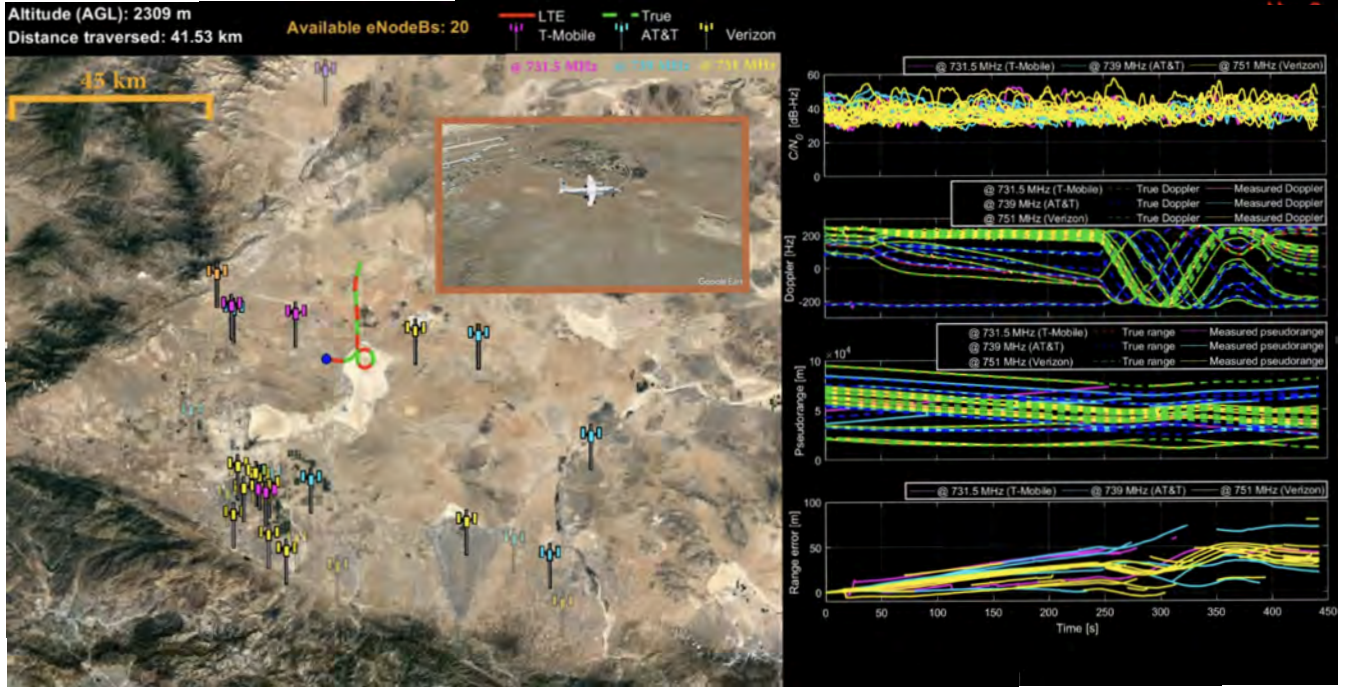 Altitude (AGL): 2309 m
Distance traversed: 41.53 km
Available eNodeBs: 20
LTE True
T-Mobile AT&T Verizon
@ 731.5 MHz @ 739 MHz @ 751 MHz
45 km
Google Earth
@ 731.5 MHz (T-Mobile) @ 739 MHz (AT&T) @ 751 MHz (Verizon)
60
40
20
0
C/N0 [dB-Hz]
@ 731.5 MHz (T-Mobile) True Doppler Measured Doppler
@ 739 MHz (AT&T) True Doppler Measured Doppler
@ 751 MHz (Verizon) True Doppler Measured Doppler
200
0
-200
Doppler [Hz]
@ 731.5 MHz (T-Mobile) True range Measured pseudorange
@ 739 MHz (AT&T) True range Measured pseudorange
@ 751 MHz (Verizon) True range Measured pseudorange
× 10^4
10
5
0
Pseudorange [m]
@ 731.5 MHz (T-Mobile) @ 739 MHz (AT&T) @ 751 MHz (Verizon)
100
50
0
Range error [m]
0 50 100 150 200 250 300 350 400 450
Time [s]